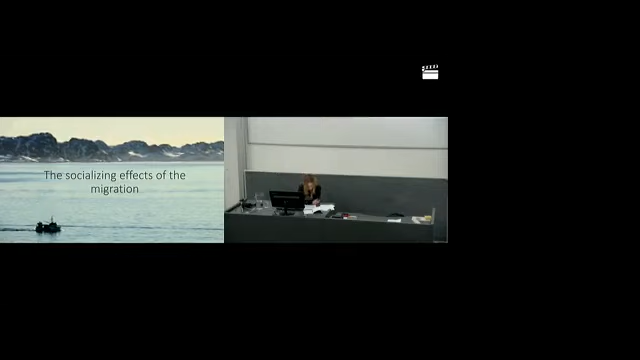 The socializing effects of the
migration